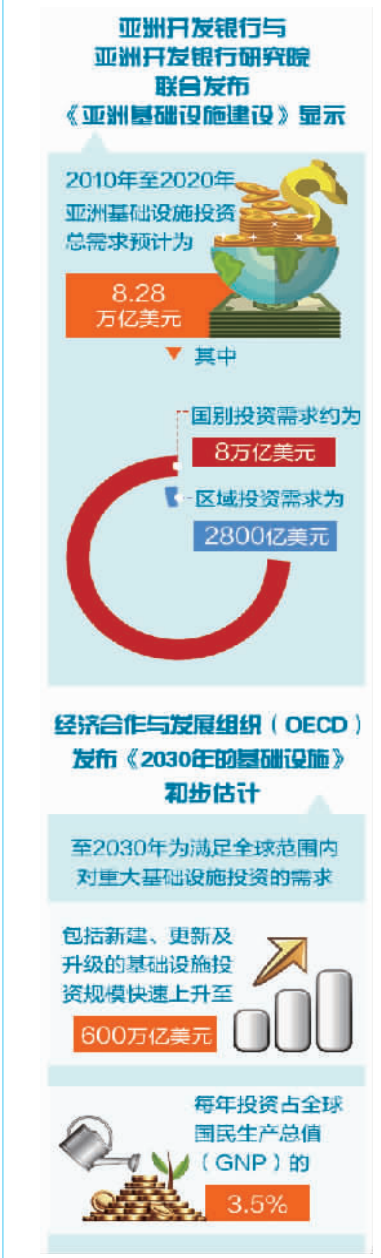 亚洲开发银行与
亚洲开发银行研究院
联合发布
《亚洲基础设施建设》显示
2010年至2020年
亚洲基础设施投资
总需求预计为
8.28
万亿美元
其中
国别投资需求约为
8万亿美元
区域投资需求为
2800亿美元
经济合作与发展组织（OECD）
发布《2030年的基础设施》
初步估计
至2030年为满足全球范围内
对重大基础设施投资的需求
包括新建、更新及
升级的基础设施投
资规模快速上升至
600万亿美元
每年投资占全球
国民生产总值
（GNP）的
3.5%